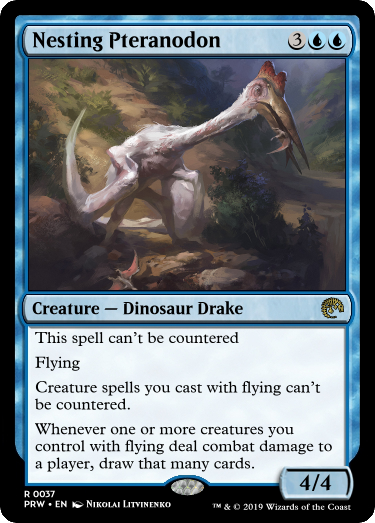 Nesting Pteranodon 3
This spell can't be countered
Creature — Dinosaur Drake
Flying
Creature spells you cast with flying can't
be countered.
Whenever one or more creatures you
control with flying deal combat damage to
a player, draw that many cards.
4/4
R 0037
PRW • EN Nikolai Litvinenko
™ & © 2019 Wizards of the Coast